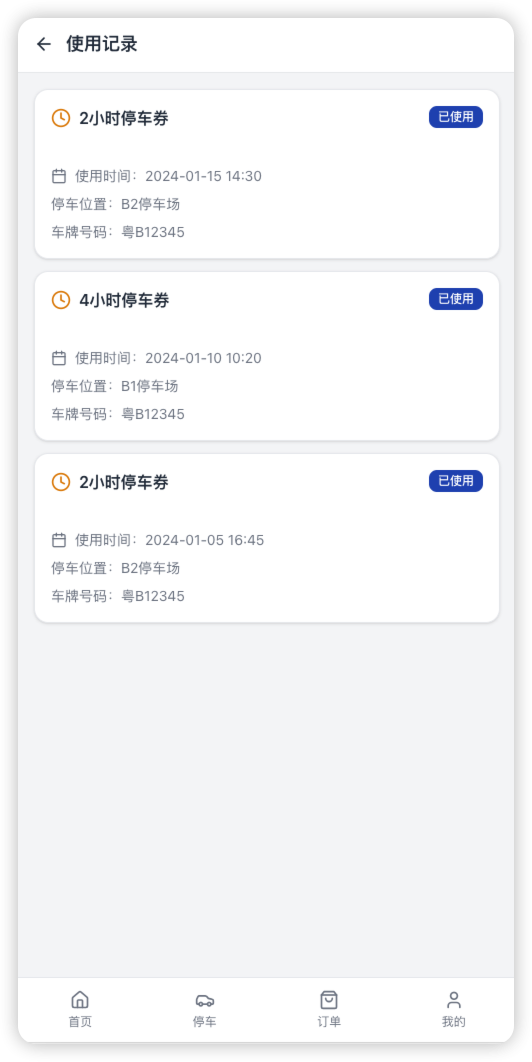 使用记录
2小时停车券
已使用
使用时间：2024-01-15 14:30
停车位置：B2停车场
车牌号码：粤B12345
4小时停车券
已使用
使用时间：2024-01-10 10:20
停车位置：B1停车场
车牌号码：粤B12345
2小时停车券
已使用
使用时间：2024-01-05 16:45
停车位置：B2停车场
车牌号码：粤B12345
首页
停车
订单
我的